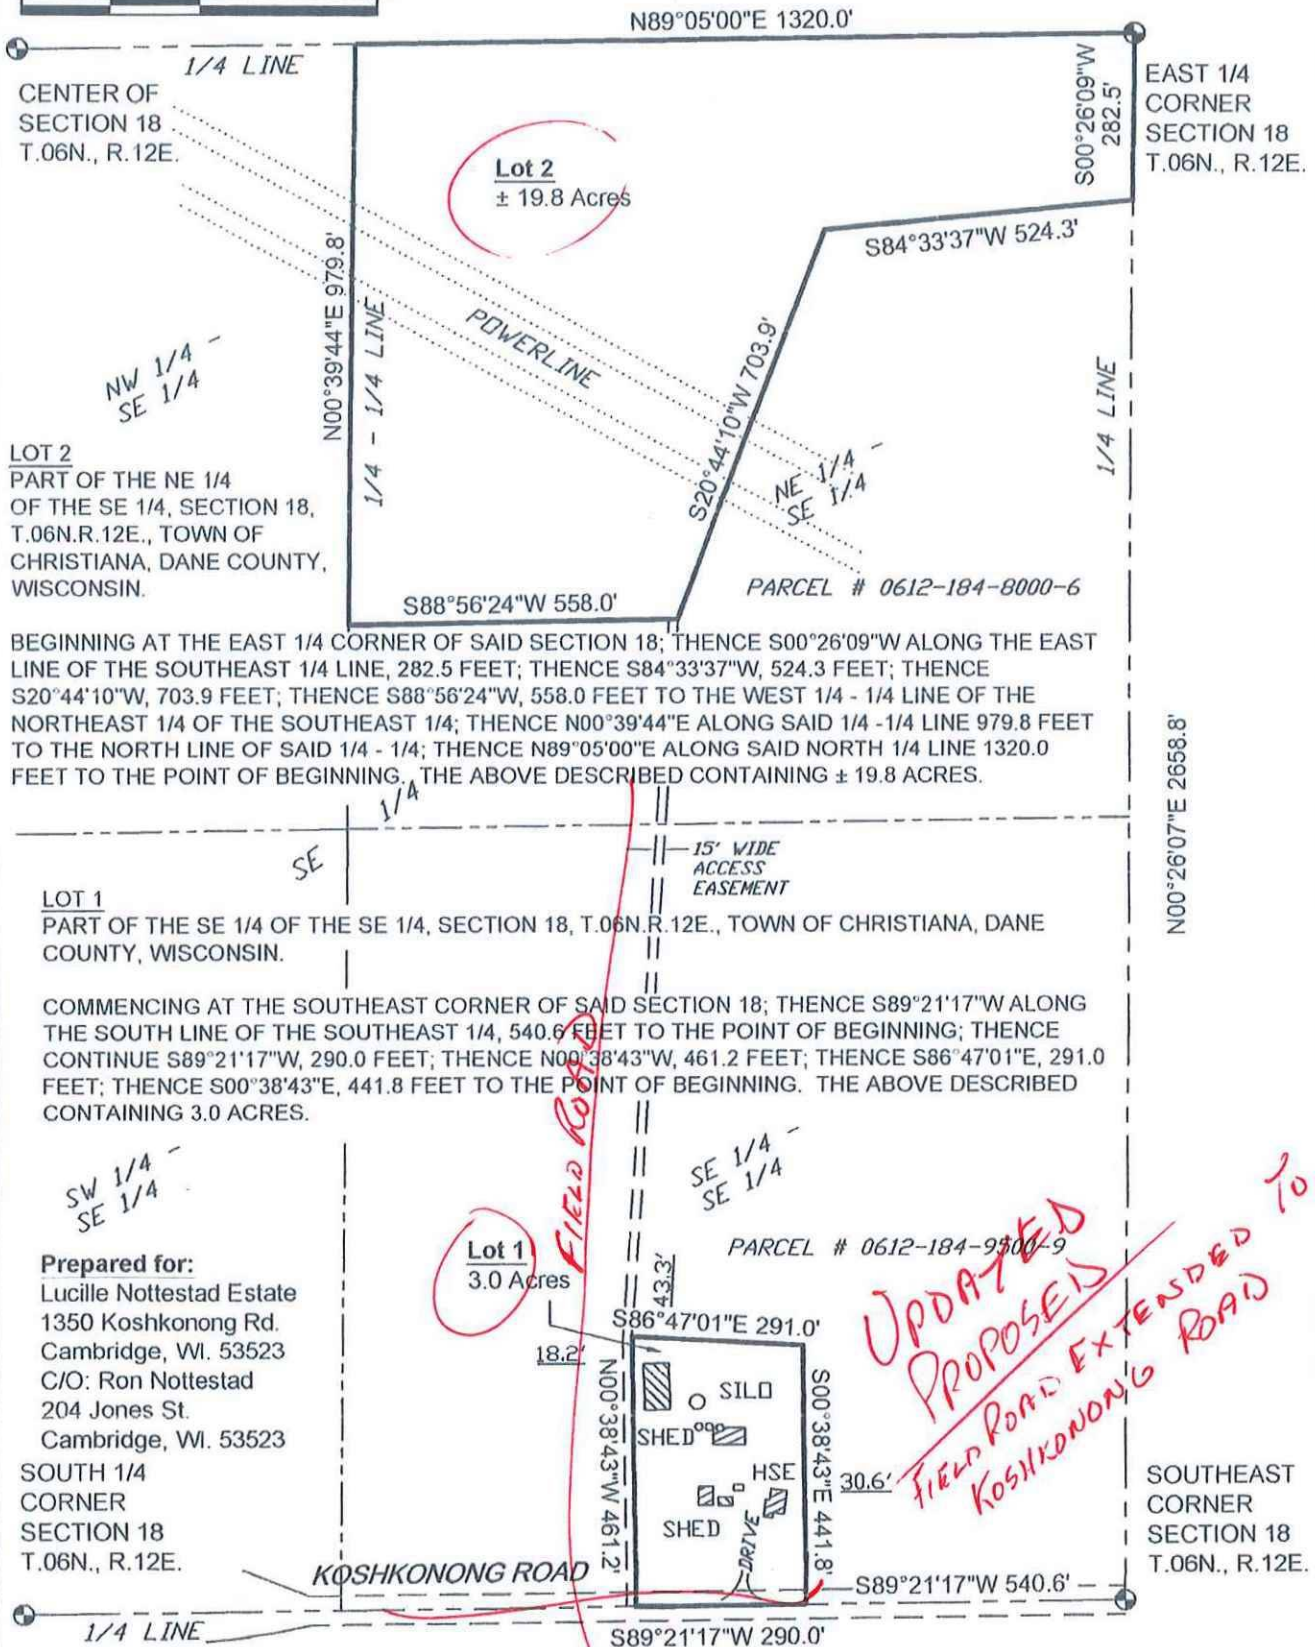 N89°05'00"E 1320.0'
1/4 LINE
CENTER OF
SECTION 18
T.06N., R.12E.
S00°26'09"W
282.5'
EAST 1/4
CORNER
SECTION 18
T.06N., R.12E.
Lot 2
± 19.8 Acres
S84°33'37"W 524.3'
N00°39'44"E 979.8'
1/4 - 1/4 LINE
POWERLINE
S20°44'10"W 703.9'
1/4 LINE
NW 1/4 -
SE 1/4
NE 1/4 -
SE 1/4
LOT 2
PART OF THE NE 1/4
OF THE SE 1/4, SECTION 18,
T.06N.R.12E., TOWN OF
CHRISTIANA, DANE COUNTY,
WISCONSIN.
PARCEL # 0612-184-8000-6
S88°56'24"W 558.0'
BEGINNING AT THE EAST 1/4 CORNER OF SAID SECTION 18; THENCE S00°26'09"W ALONG THE EAST
LINE OF THE SOUTHEAST 1/4 LINE, 282.5 FEET; THENCE S84°33'37"W, 524.3 FEET; THENCE
S20°44'10"W, 703.9 FEET; THENCE S88°56'24"W, 558.0 FEET TO THE WEST 1/4 - 1/4 LINE OF THE
NORTHEAST 1/4 OF THE SOUTHEAST 1/4; THENCE N00°39'44"E ALONG SAID 1/4 -1/4 LINE 979.8 FEET
TO THE NORTH LINE OF SAID 1/4 - 1/4; THENCE N89°05'00"E ALONG SAID NORTH 1/4 LINE 1320.0
FEET TO THE POINT OF BEGINNING. THE ABOVE DESCRIBED CONTAINING ± 19.8 ACRES.
N00°26'07"E 2658.8'
SE 1/4
15' WIDE
ACCESS
EASEMENT
LOT 1
PART OF THE SE 1/4 OF THE SE 1/4, SECTION 18, T.06N.R.12E., TOWN OF CHRISTIANA, DANE
COUNTY, WISCONSIN.
COMMENCING AT THE SOUTHEAST CORNER OF SAID SECTION 18; THENCE S89°21'17"W ALONG
THE SOUTH LINE OF THE SOUTHEAST 1/4, 540.6 FEET TO THE POINT OF BEGINNING; THENCE
CONTINUE S89°21'17"W, 290.0 FEET; THENCE N00°38'43"W, 461.2 FEET; THENCE S86°47'01"E, 291.0
FEET; THENCE S00°38'43"E, 441.8 FEET TO THE POINT OF BEGINNING. THE ABOVE DESCRIBED
CONTAINING 3.0 ACRES.
FIELD ROAD
SW 1/4 -
SE 1/4
SE 1/4 -
SE 1/4
Lot 1
3.0 Acres
PARCEL # 0612-184-9500-9
UPDATED
PROPOSED
FIELD ROAD EXTENDED TO
KOSHKONONG ROAD
Prepared for:
Lucille Nottestad Estate
1350 Koshkonong Rd.
Cambridge, WI. 53523
C/O: Ron Nottestad
204 Jones St.
Cambridge, WI. 53523
43.3'
S86°47'01"E 291.0'
18.2'
N00°38'43"W 461.2'
SILO
SHED
HSE
SHED
DRIVE
S00°38'43"E 441.8'
30.6'
SOUTH 1/4
CORNER
SECTION 18
T.06N., R.12E.
SOUTHEAST
CORNER
SECTION 18
T.06N., R.12E.
KOSHKONONG ROAD
S89°21'17"W 540.6'
1/4 LINE
S89°21'17"W 290.0'